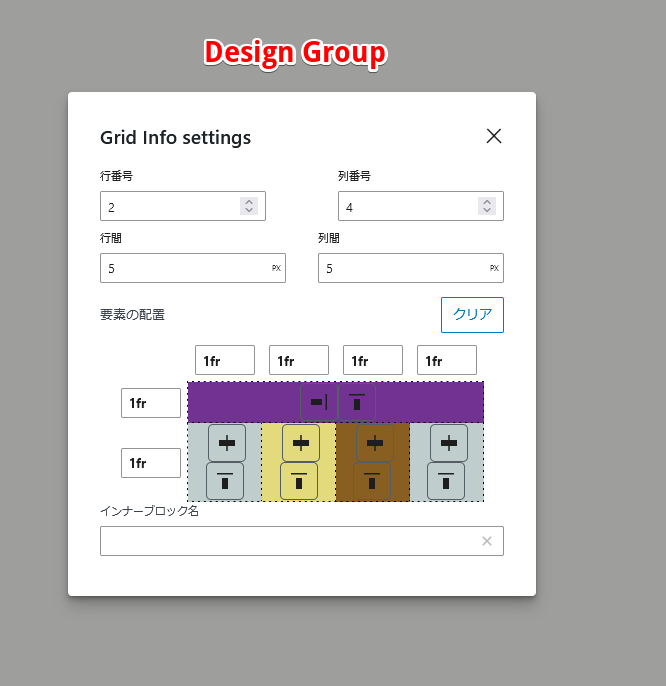 Design Group
Grid Info settings
行番号
列番号
2
4
行間
列間
5 PX
5 PX
要素の配置
クリア
1fr 1fr 1fr 1fr
1fr
1fr
インナーブロック名